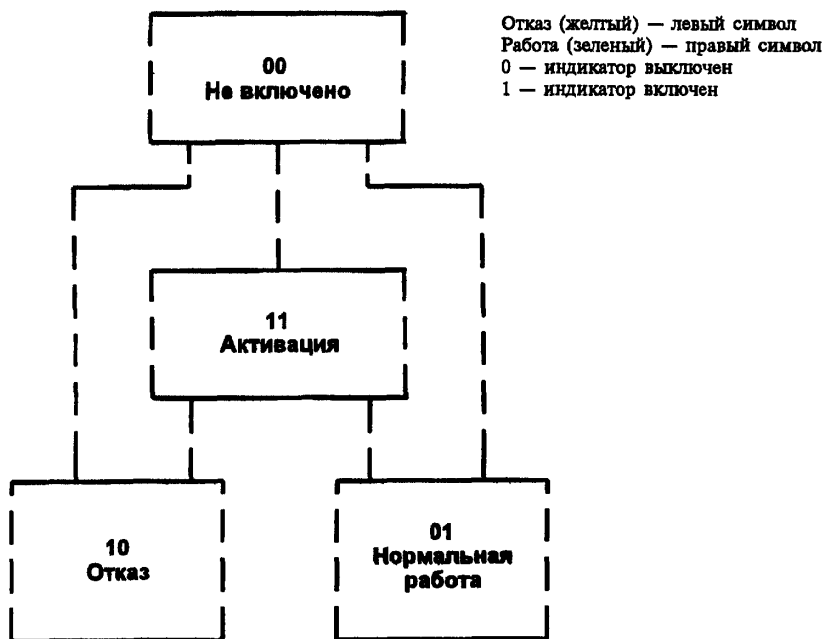 Отказ (желтый) — левый символ
Работа (зеленый) — правый символ
0 — индикатор выключен
1 — индикатор включен
00
Не включено
11
Активация
10
Отказ
01
Нормальная
работа